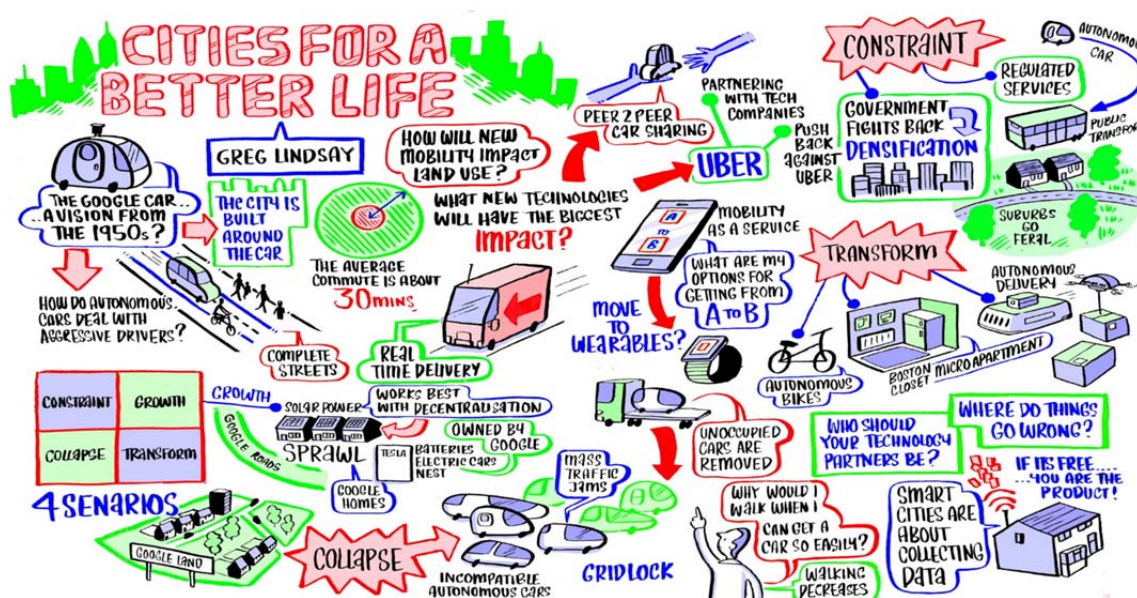 CITIES FOR A
BETTER LIFE
GREG LINDSAY
THE GOOGLE CAR...
..A VISION FROM
THE 1950s?
THE CITY IS
BUILT
AROUND
THE CAR
HOW DO AUTONOMOUS
CARS DEAL WITH
AGGRESSIVE DRIVERS?
COMPLETE
STREETS
THE AVERAGE
COMMUTE IS ABOUT
30 MINS
HOW WILL NEW
MOBILITY IMPACT
LAND USE?
WHAT NEW TECHNOLOGIES
WILL HAVE THE BIGGEST
IMPACT?
REAL
TIME DELIVERY
PEER 2 PEER
CAR SHARING
UBER
PARTNERING
WITH TECH
COMPANIES
PUSH
BACK
AGAINST
UBER
A
TO
B
MOBILITY
AS A SERVICE
WHAT ARE MY
OPTIONS FOR
GETTING FROM
A TO B
MOVE
TO
WEARABLES?
UNOCCUPIED
CARS ARE
REMOVED
CONSTRAINT
REGULATED
SERVICES
AUTONOMOUS
CAR
PUBLIC
TRANSPO
GOVERNMENT
FIGHTS BACK
DENSIFICATION
SUBURBS
GO
FERAL
TRANSFORM
AUTONOMOUS
BIKES
BOSTON
CLOSET
MICRO APARTMENT
AUTONOMOUS
DELIVERY
CONSTRAINT
GROWTH
COLLAPSE
TRANSFORM
4 SENARIOS
GROWTH
GOOGLE ROADS
SOLAR POWER
SPRAWL
WORKS BEST
WITH DECENTRALISATION
OWNED BY
GOOGLE
TESLA
BATTERIES
ELECTRIC CARS
NEST
GOOGLE
HOMES
GOOGLE LAND
COLLAPSE
MASS
TRAFFIC
JAMS
INCOMPATIBLE
AUTONOMOUS CARS
GRIDLOCK
WHY WOULD I
WALK WHEN I
CAN GET A
CAR SO EASILY?
WALKING
DECREASES
WHO SHOULD
YOUR TECHNOLOGY
PARTNERS BE?
WHERE DO THINGS
GO WRONG?
SMART
CITIES ARE
ABOUT
COLLECTING
DATA
IF ITS FREE....
....YOU ARE THE
PRODUCT!